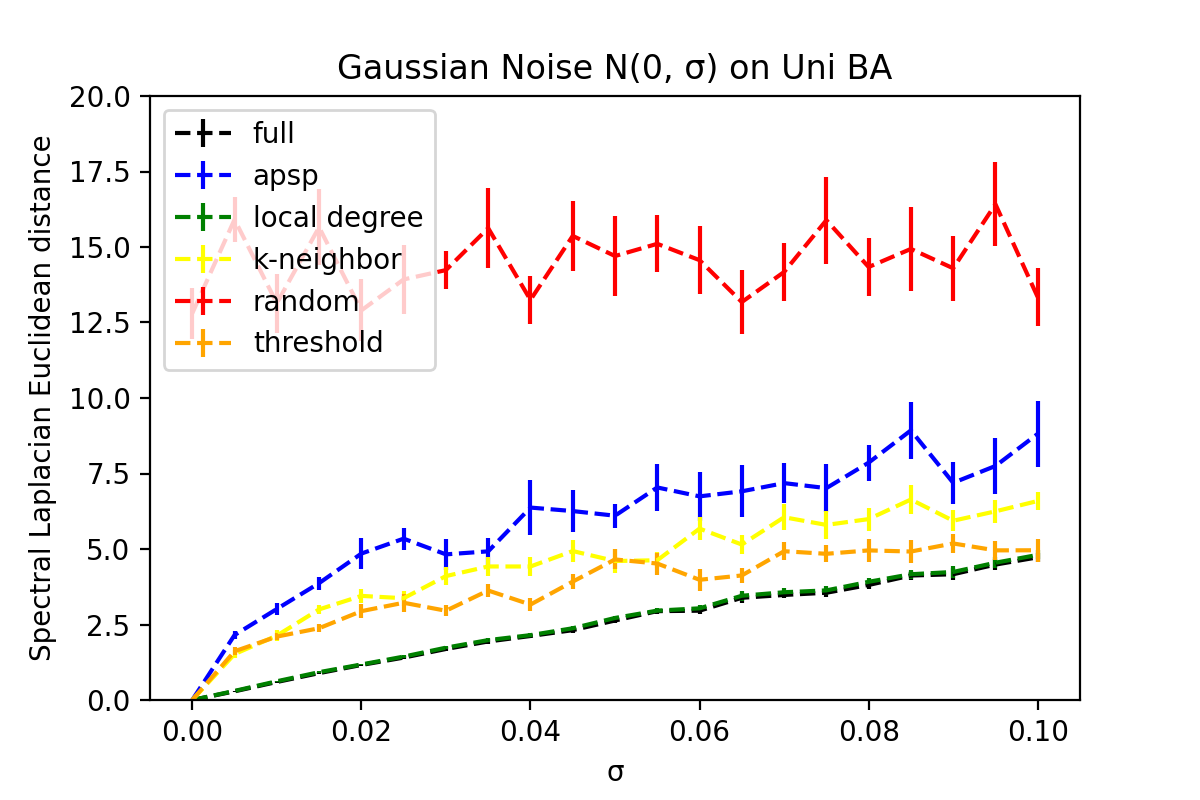 Gaussian Noise N(0, σ) on Uni BA
Spectral Laplacian Euclidean distance
20.0
17.5
15.0
12.5
10.0
7.5
5.0
2.5
0.0
full
apsp
local degree
k-neighbor
random
threshold
0.00 0.02 0.04 0.06 0.08 0.10
σ